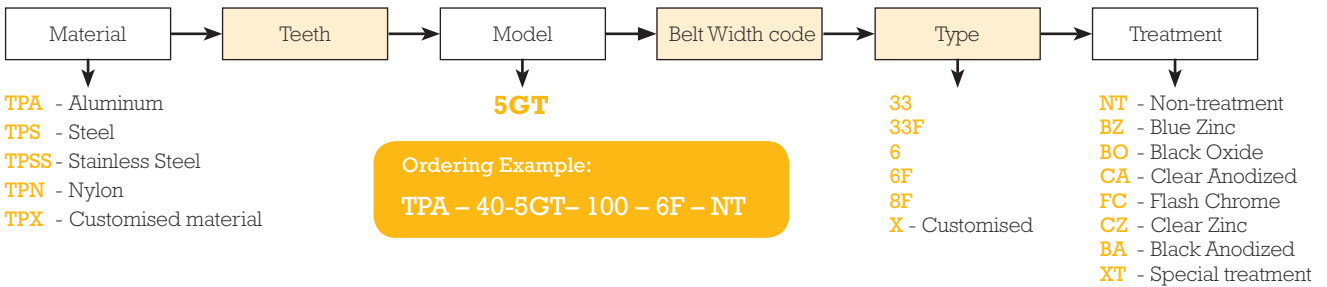 Material
Teeth
Model
Belt Width code
Type
Treatment
TPA - Aluminum
TPS - Steel
TPSS - Stainless Steel
TPN - Nylon
TPX - Customised material
5GT
Ordering Example:
TPA – 40-5GT– 100 – 6F – NT
33
33F
6
6F
8F
X - Customised
NT - Non-treatment
BZ - Blue Zinc
BO - Black Oxide
CA - Clear Anodized
FC - Flash Chrome
CZ - Clear Zinc
BA - Black Anodized
XT - Special treatment